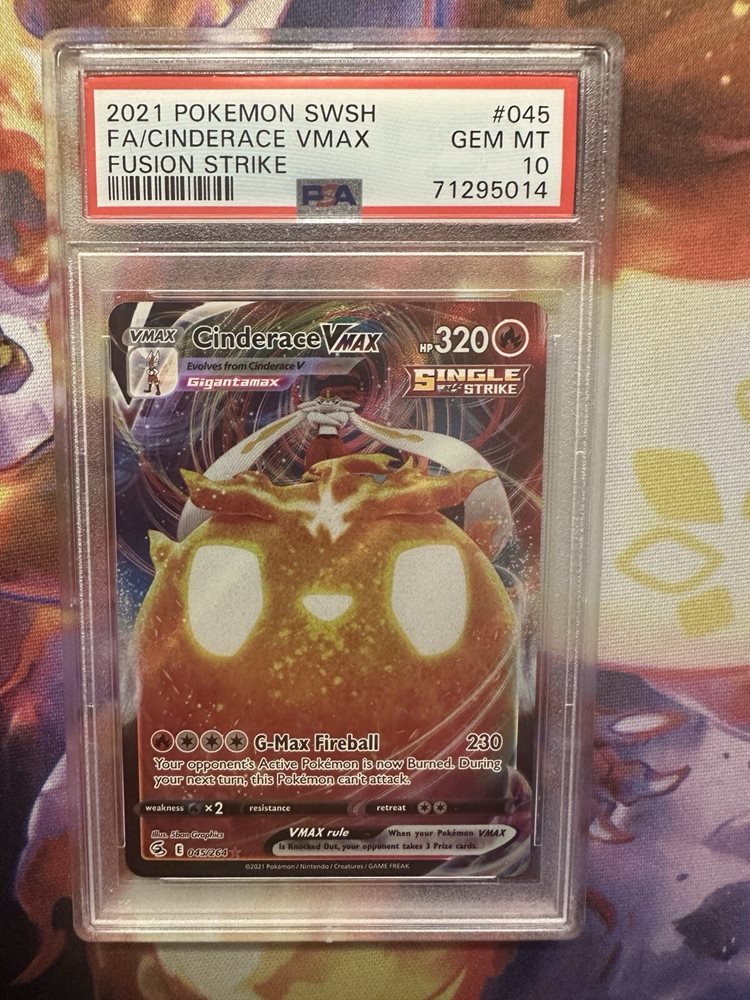 2021 POKEMON SWSH #045
FA/CINDERACE VMAX GEM MT
FUSION STRIKE 10
PSA 71295014
VMAX Cinderace VMAX HP 320
Evolves from Cinderace V
Gigantamax
SINGLE
STRIKE
G-Max Fireball 230
Your opponent's Active Pokémon is now Burned. During
your next turn, this Pokémon can't attack.
weakness ×2 resistance retreat
Illus. 5ban Graphics
VMAX rule When your Pokémon VMAX
is Knocked Out, your opponent takes 3 Prize cards.
E 045/264
©2021 Pokémon / Nintendo / Creatures / GAME FREAK